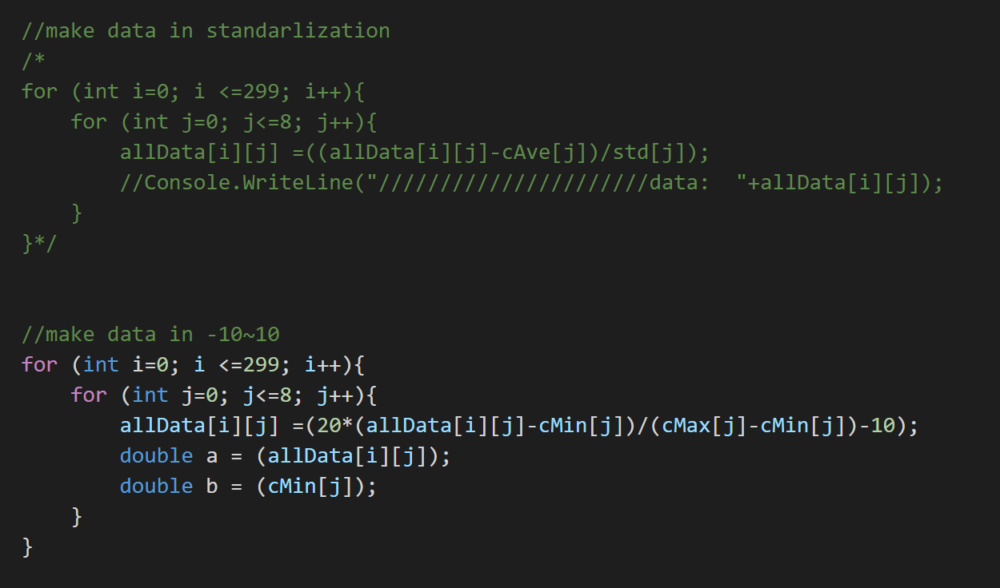 //make data in standarlization
/*
for (int i=0; i <=299; i++){
    for (int j=0; j<=8; j++){
        allData[i][j] =((allData[i][j]-cAve[j])/std[j]);
        //Console.WriteLine("//////////////////////data:  "+allData[i][j]);
    }
}*/
//make data in -10~10
for (int i=0; i <=299; i++){
    for (int j=0; j<=8; j++){
        allData[i][j] =(20*(allData[i][j]-cMin[j])/(cMax[j]-cMin[j])-10);
        double a = (allData[i][j]);
        double b = (cMin[j]);
    }
}